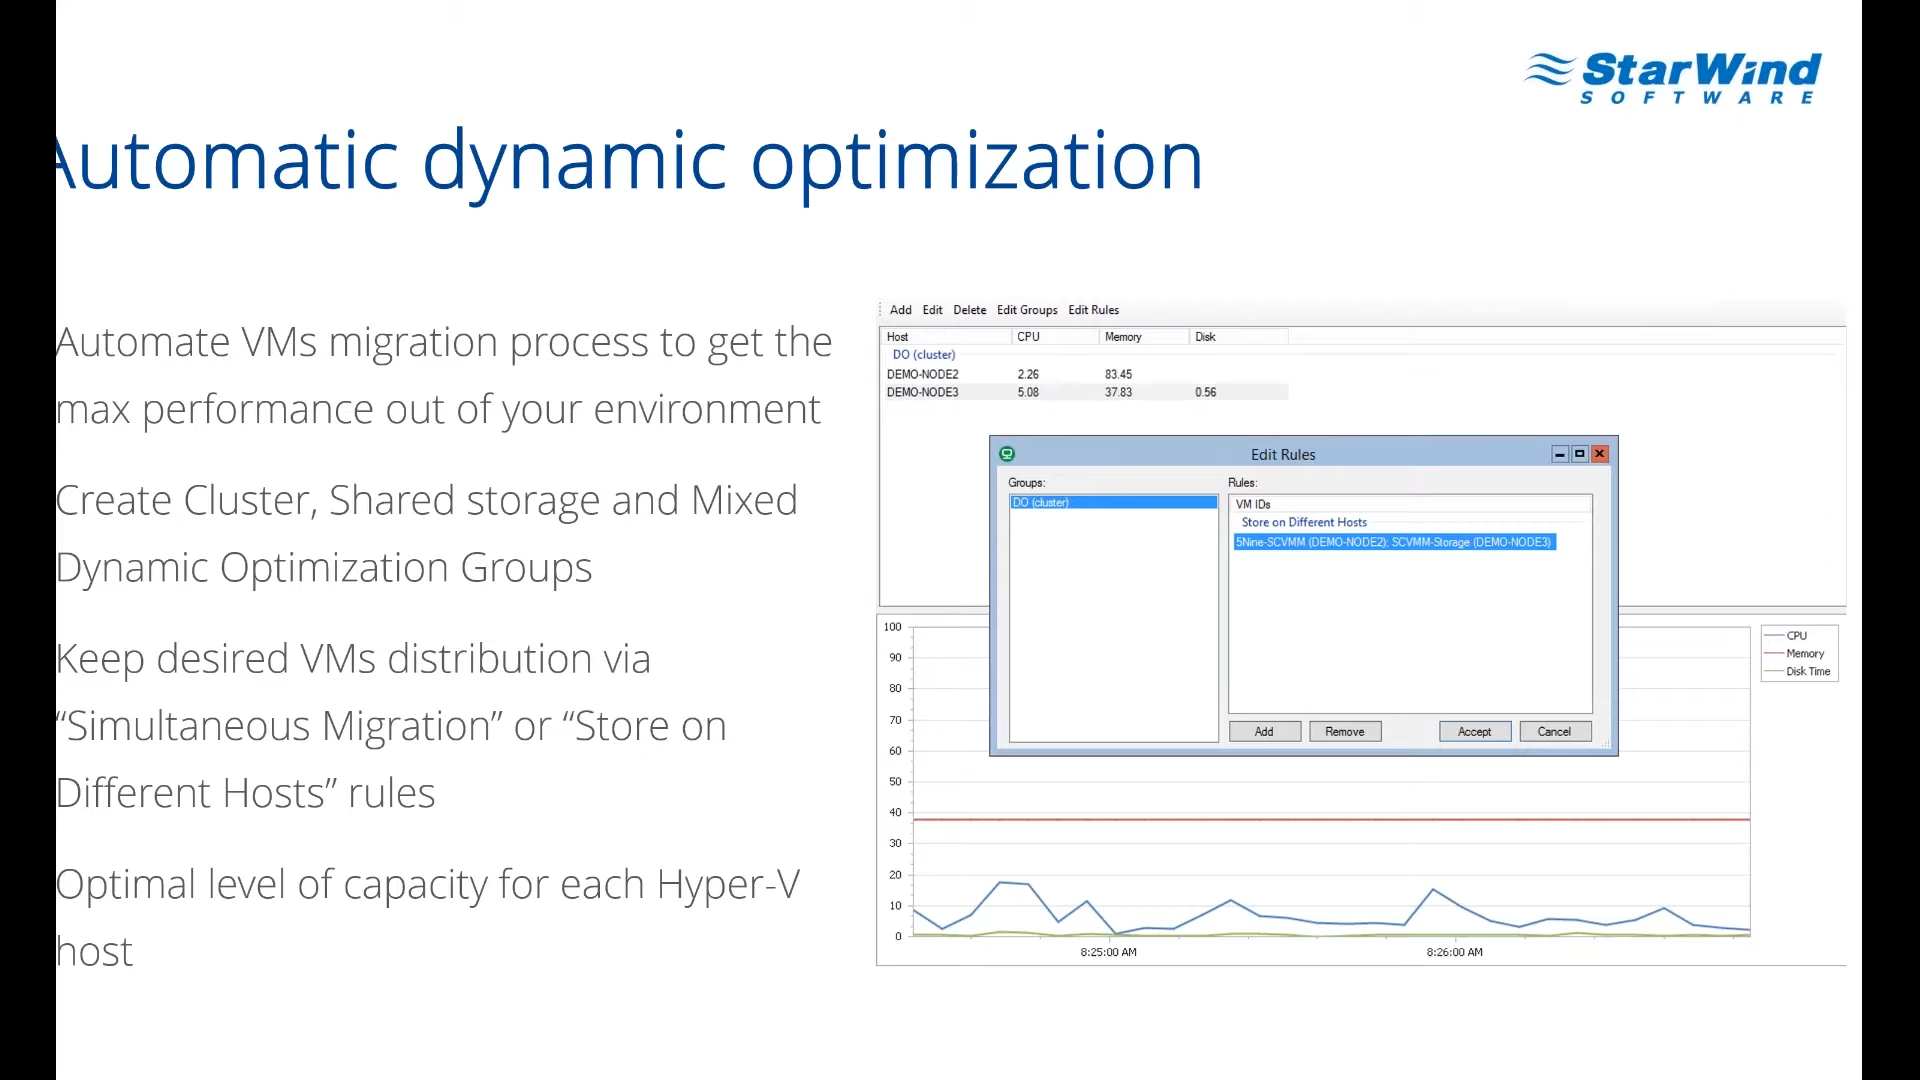 StarWind
SOFTWARE
Automatic dynamic optimization
Automate VMs migration process to get the
max performance out of your environment
Create Cluster, Shared storage and Mixed
Dynamic Optimization Groups
Keep desired VMs distribution via
“Simultaneous Migration” or “Store on
Different Hosts” rules
Optimal level of capacity for each Hyper-V
host
Add Edit Delete Edit Groups Edit Rules
Host CPU Memory Disk
DO (cluster)
DEMO-NODE2 2.26 83.45
DEMO-NODE3 5.08 37.83 0.56
Edit Rules
Groups: Rules:
DO (cluster)
VM IDs
Store on Different Hosts
5Nine-SCVMM (DEMO-NODE2); SCVMM-Storage (DEMO-NODE3)
Add Remove Accept Cancel
100
90
80
70
60
50
40
30
20
10
0
8:25:00 AM 8:26:00 AM
CPU
Memory
Disk Time